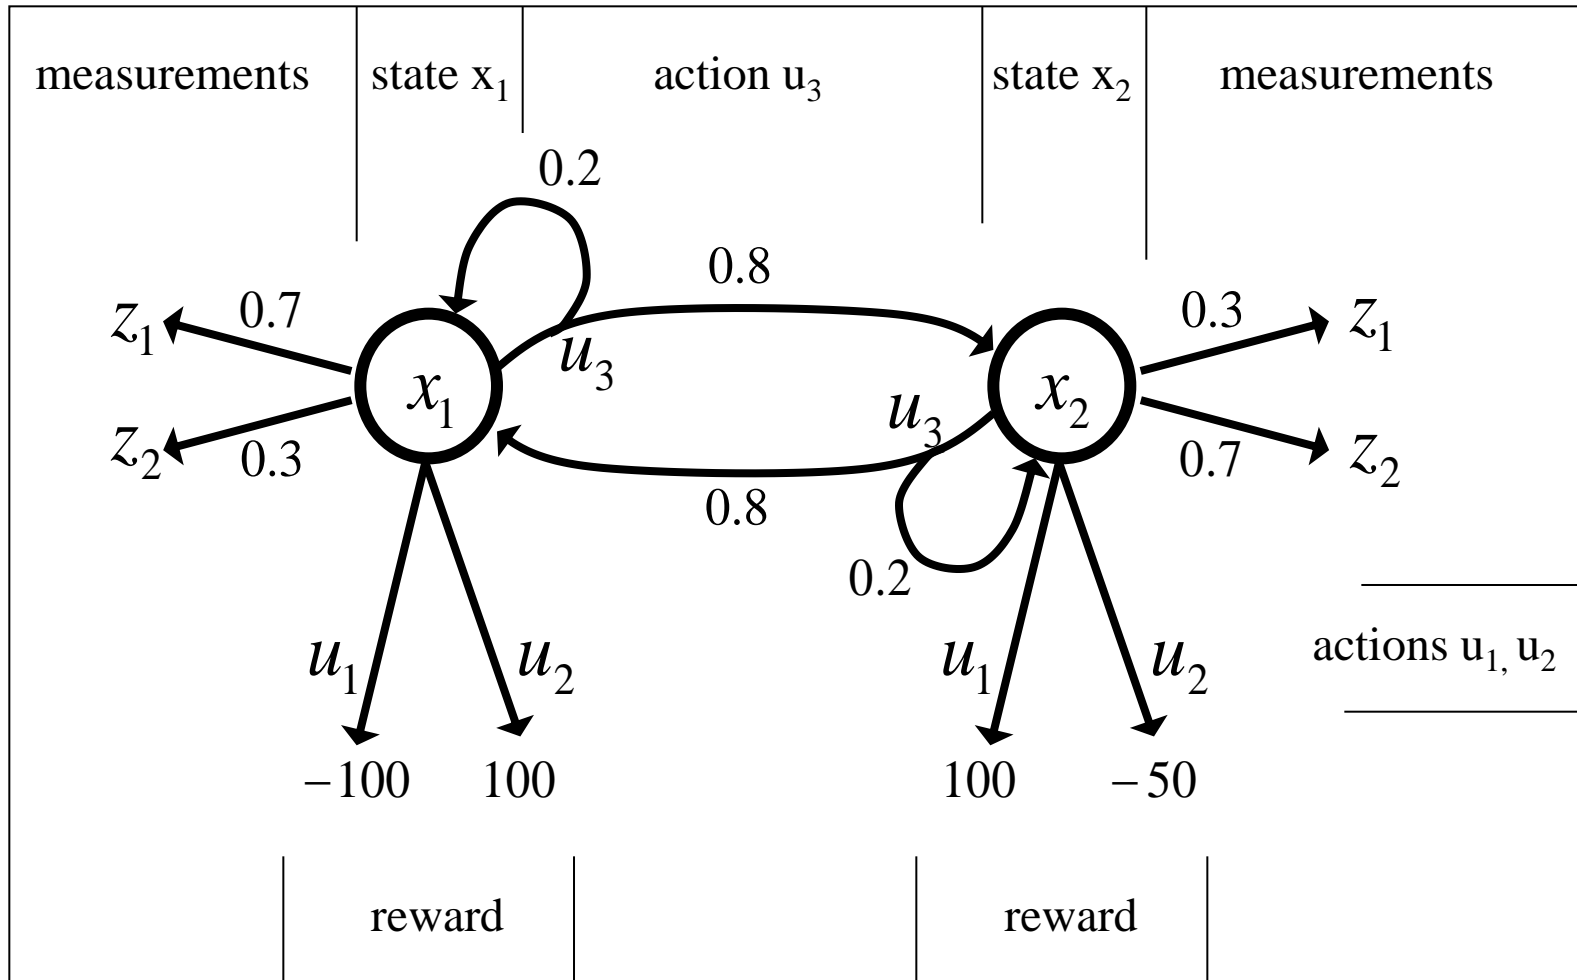 measurements
state x₁
action u₃
state x₂
measurements
0.2
0.8
z₁
0.7
0.3
z₁
u₃
x₁
x₂
u₃
z₂
0.3
0.7
z₂
0.8
0.2
u₁
u₂
u₁
u₂
actions u₁, u₂
−100
100
100
−50
reward
reward